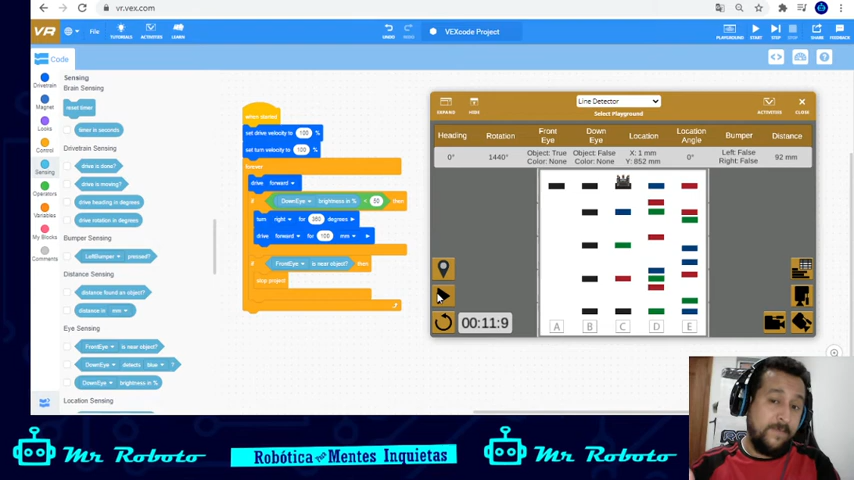 vr.vex.com
VR
File
TUTORIALS
ACTIVITIES
LEARN
UNDO
REDO
VEXcode Project
PLAYGROUND
START
STEP
STOP
SHARE
FEEDBACK
Code
Drivetrain
Magnet
Looks
Events
Control
Sensing
Operators
Variables
My Blocks
Comments
Sensing
Brain Sensing
reset timer
timer in seconds
Drivetrain Sensing
drive is done?
drive is moving?
drive heading in degrees
drive rotation in degrees
Bumper Sensing
LeftBumper pressed?
Distance Sensing
distance found an object?
distance in mm
Eye Sensing
FrontEye is near object?
DownEye detects blue ?
DownEye brightness in %
Location Sensing
when started
set drive velocity to 100 %
set turn velocity to 100 %
forever
drive forward
if DownEye brightness in % < 50 then
turn right for 360 degrees
drive forward for 100 mm
if FrontEye is near object? then
stop project
EXPAND
HIDE
Line Detector
Select Playground
ACTIVITIES
CLOSE
Heading Rotation Front Eye Down Eye Location Location Angle Bumper Distance
0° 1440° Object: True Color: None Object: False Color: None X: 1 mm Y: 852 mm 0° Left: False Right: False 92 mm
A B C D E
00:11:9
Mr Roboto
Robótica Para Mentes Inquietas
Mr Roboto